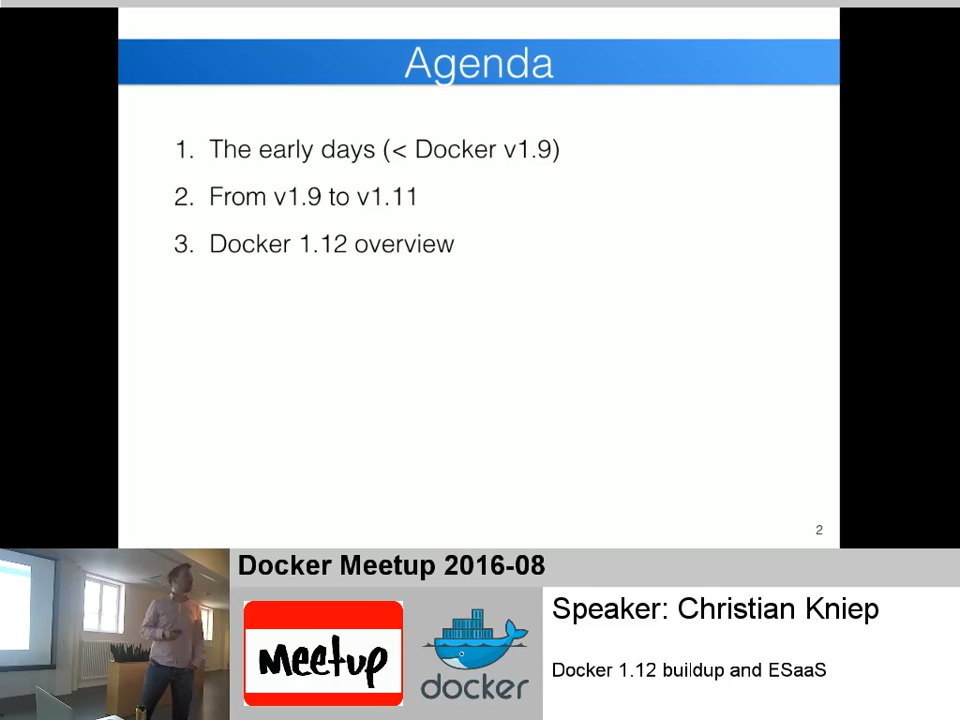 Agenda
1. The early days (< Docker v1.9)
2. From v1.9 to v1.11
3. Docker 1.12 overview
2
Docker Meetup 2016-08
Meetup
docker
Speaker: Christian Kniep
Docker 1.12 buildup and ESaaS